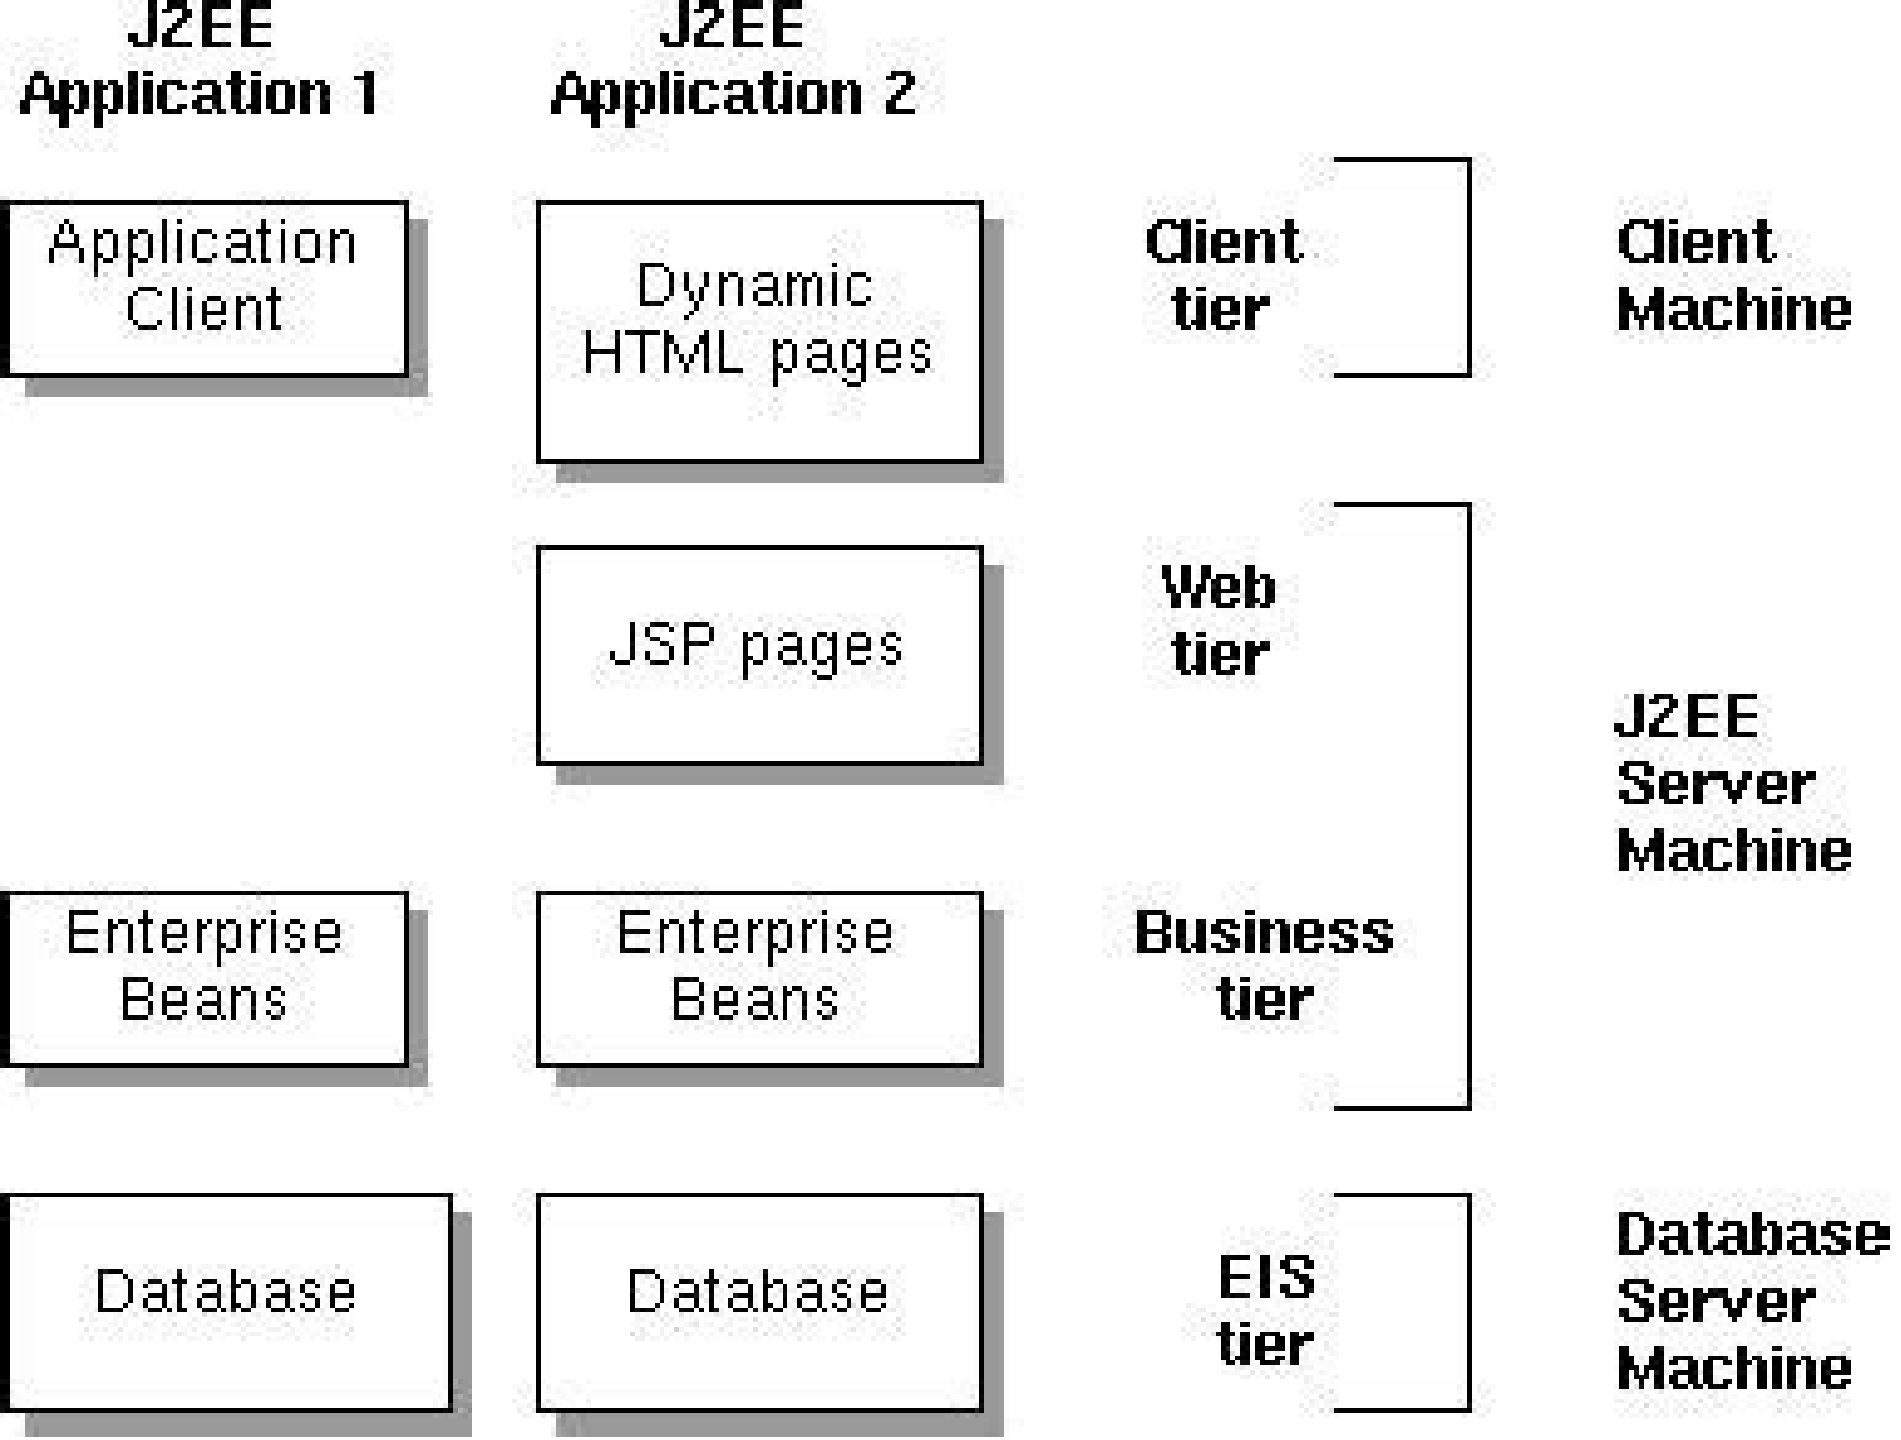 J2EE
Application 1
J2EE
Application 2
Application
Client
Dynamic
HTML pages
Client
tier
Client
Machine
JSP pages
Web
tier
J2EE
Server
Machine
Enterprise
Beans
Enterprise
Beans
Business
tier
Database
Database
EIS
tier
Database
Server
Machine